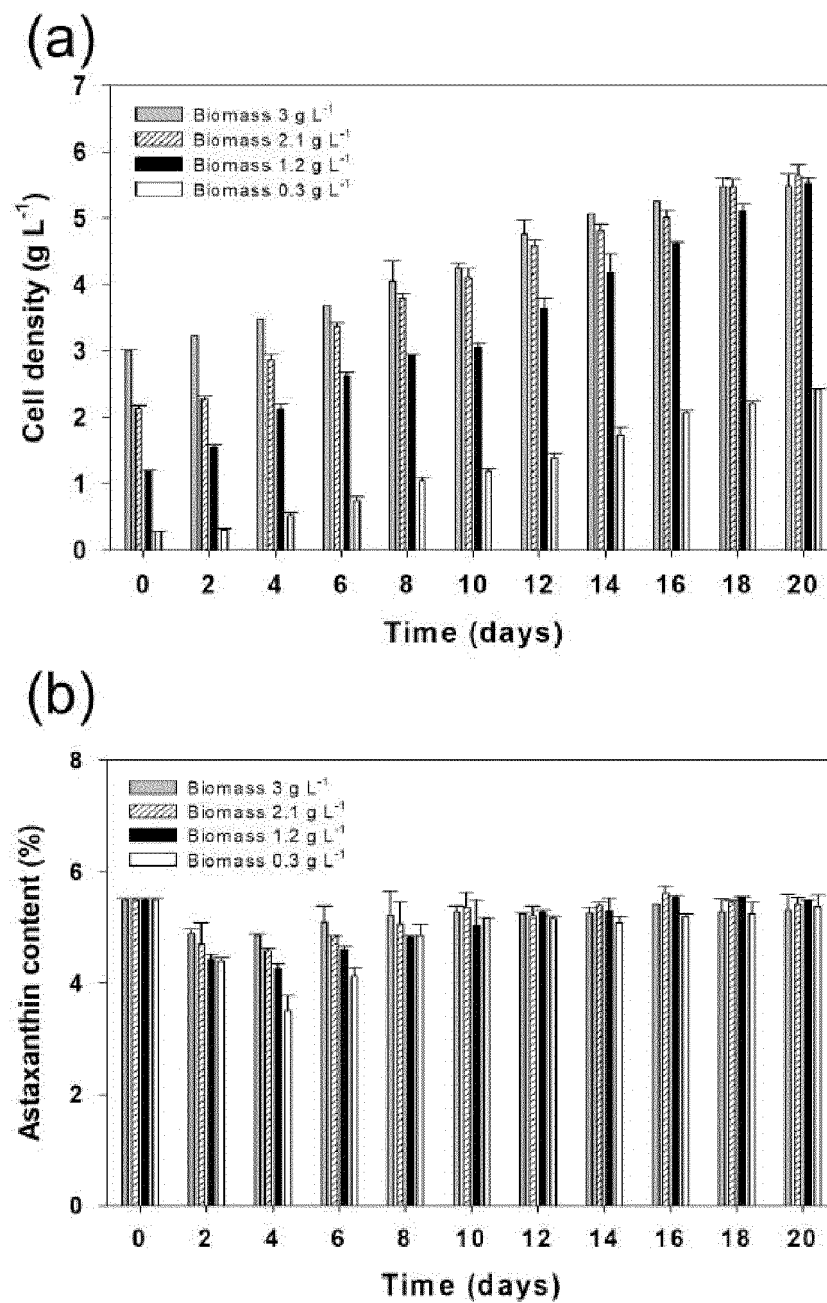 (a)
7
6
5
4
3
2
1
0
Cell density (g L⁻¹)
Biomass 3 g L⁻¹
Biomass 2.1 g L⁻¹
Biomass 1.2 g L⁻¹
Biomass 0.3 g L⁻¹
0 2 4 6 8 10 12 14 16 18 20
Time (days)
(b)
8
6
4
2
0
Astaxanthin content (%)
Biomass 3 g L⁻¹
Biomass 2.1 g L⁻¹
Biomass 1.2 g L⁻¹
Biomass 0.3 g L⁻¹
0 2 4 6 8 10 12 14 16 18 20
Time (days)